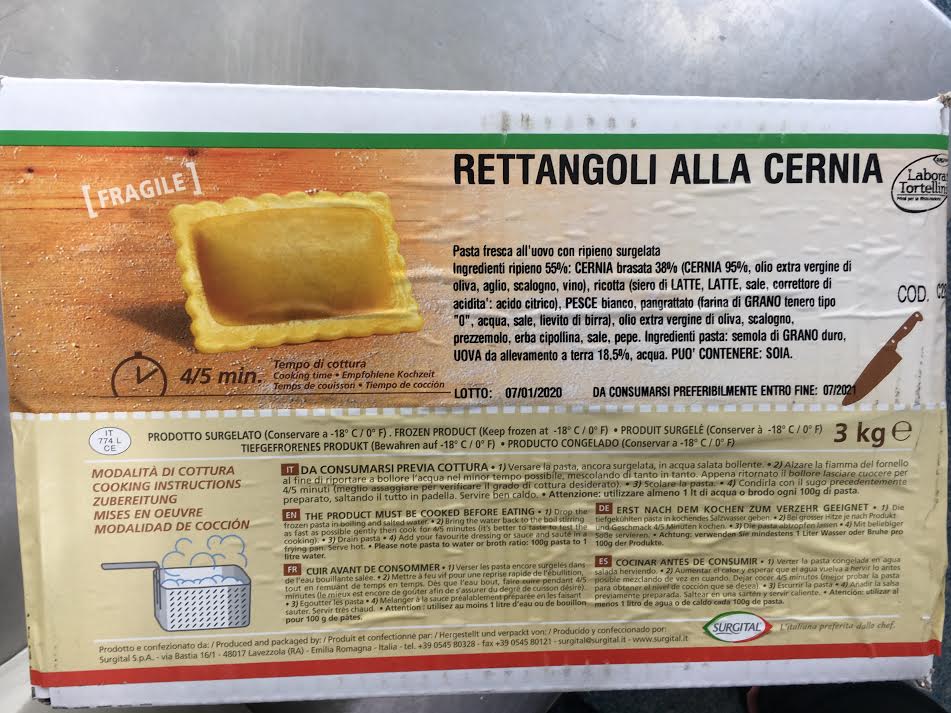 RETTANGOLI ALLA CERNIA
[FRAGILE]
Tortellini
Pasta fresca all'uovo con ripieno surgelata
Ingredienti ripieno 55%: CERNIA brasata 38% (CERNIA 95%, olio extra vergine di
oliva, aglio, scalogno, vino), ricotta (siero di LATTE, LATTE, sale, correttore di
acidita': acido citrico), PESCE bianco, pangrattato (farina di GRANO tenero tipo
"0", acqua, sale, lievito di birra), olio extra vergine di oliva, scalogno,
prezzemolo, erba cipollina, sale, pepe. Ingredienti pasta: semola di GRANO duro,
UOVA da allevamento a terra 18,5%, acqua. PUO' CONTENERE: SOIA.
COD.
4/5 min.
Tempo di cottura
Cooking time • Empfohlene Kochzeit
Temps de couisson • Tiempo de cocción
LOTTO: 07/01/2020 DA CONSUMARSI PREFERIBILMENTE ENTRO FINE: 07/2021
IT
774 L
CE
PRODOTTO SURGELATO (Conservare a -18° C / 0° F) . FROZEN PRODUCT (Keep frozen at -18° C / 0° F) • PRODUIT SURGELÉ (Conserver à -18° C / 0° F)
TIEFGEFRORENES PRODUKT (Bewahren auf -18° C / 0° F) • PRODUCTO CONGELADO (Conservar a -18° C / 0° F)
3 kg e
MODALITÀ DI COTTURA
COOKING INSTRUCTIONS
ZUBEREITUNG
MISES EN OEUVRE
MODALIDAD DE COCCIÓN
IT DA CONSUMARSI PREVIA COTTURA • 1) Versare la pasta, ancora surgelata, in acqua salata bollente. • 2) Alzare la fiamma del fornello
al fine di riportare a bollore l'acqua nel minor tempo possibile, mescolando di tanto in tanto. Appena ritornato il bollore lasciare cuocere per
4/5 minuti (meglio assaggiare per verificare il grado di cottura desiderato). • 3) Scolare la pasta. • 4) Condirla con il sugo precedentemente
preparato, saltando il tutto in padella. Servire ben caldo. • Attenzione: utilizzare almeno 1 lt di acqua o brodo ogni 100g di pasta.
EN THE PRODUCT MUST BE COOKED BEFORE EATING • 1) Drop the
frozen pasta in boiling and salted water. • 2) Bring the water back to the boil stirring
as fast as possible gently then cook for 4/5 minutes (it's better to taste to test the
cooking). • 3) Drain pasta • 4) Add your favourite dressing or sauce and sauté in a
frying pan. Serve hot. • Please note pasta to water or broth ratio: 100g pasta to 1
litre water.
DE ERST NACH DEM KOCHEN ZUM VERZEHR GEEIGNET • 1) Die
tiefgekühlten pasta in kochendes Salzwasser geben. • 2) Bei grosser Hitze je nach Produkt
und Geschmack 4/5 Minuten kochen. • 3) Die pasta abtropfen lassen • 4) Mit beliebiger
Soße servieren. • Achtung: verwenden Sie mindestens 1 Liter Wasser oder Bruhe pro
100g der Produkte.
FR CUIR AVANT DE CONSOMMER • 1) Verser les pasta encore surgelés dans
de l'eau bouillante salée. • 2) Mettre à feu vif pour une reprise rapide de l'ébullition,
tout en remuant de temps en temps. Dès que l'eau bout, faire cuire pendant 4/5
minutes (le mieux est encore de goûter afin de s'assurer du degré de cuisson désiré).
• 3) Egoutter les pasta • 4) Mélanger à la sauce préalablement préparée en les faisant
sauter. Servir très chaud. • Attention : utilisez au moins 1 litre d'eau ou de bouillon
pour 100 g de pâtes.
ES COCINAR ANTES DE CONSUMIR • 1) Verter la pasta congelada en agua
salada herviendo. • 2) Aumentar el calor y esperar que el agua vuelva a hervir lo antes
posible mezclando de vez en cuando. Dejar cocer 4/5 minutos (mejor probar la pasta
para obtener el nivel de cocción que se desea) • 3) Escurrir la pasta • 4) Añadir la salsa
previamente preparada. Saltear en una sartén y servir caliente. • Atención: utilizar al
menos 1 litro de agua o de caldo cada 100g de pasta.
Prodotto e confezionato da: / Produced and packaged by: / Produit et confectionné par: / Hergestellt und verpackt von: / Producido y confeccionado por:
Surgital S.p.A. - via Bastia 16/1 - 48017 Lavezzola (RA) - Emilia Romagna - Italia - tel. +39 0545 80328 - fax +39 0545 80121 - surgital@surgital.it - www.surgital.it
SURGITAL
L'italiana preferita dallo chef.